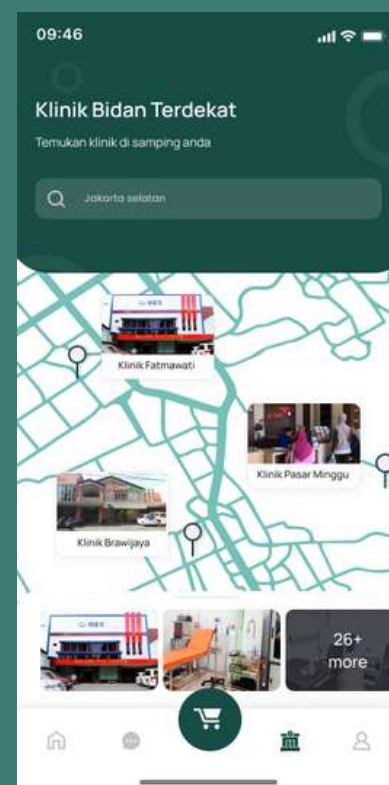 09:46
Klinik Bidan Terdekat
Temukan klinik di samping anda
Jakarta selatan
Klinik Fatmawati
Klinik Pasar Minggu
Klinik Brawijaya
26+
more